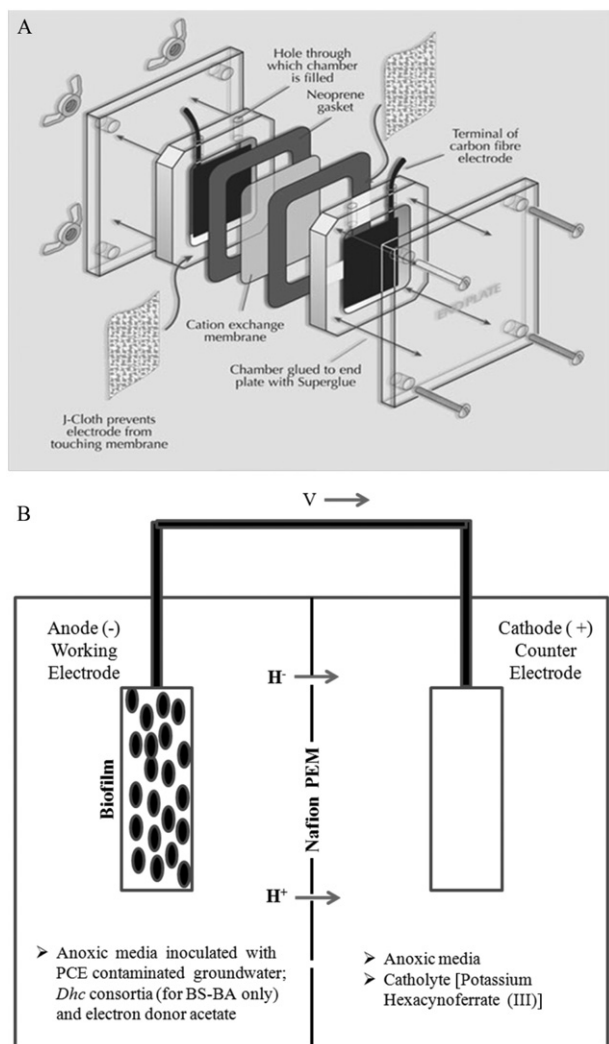 A
Hole through
which chamber
is filled
Neoprene
gasket
Terminal of
carbon fibre
electrode
END PLATE
Cation exchange
membrane
Chamber glued to end
plate with Superglue
J-Cloth prevents
electrode from
touching membrane
B
V
Anode (-)
Working
Electrode
Cathode ( + )
Counter
Electrode
H-
Biofilm
Nafion PEM
H+
➢ Anoxic media inoculated with
PCE contaminated groundwater;
Dhc consortia (for BS-BA only)
and electron donor acetate
➢ Anoxic media
➢ Catholyte [Potassium
Hexacynoferrate (III)]